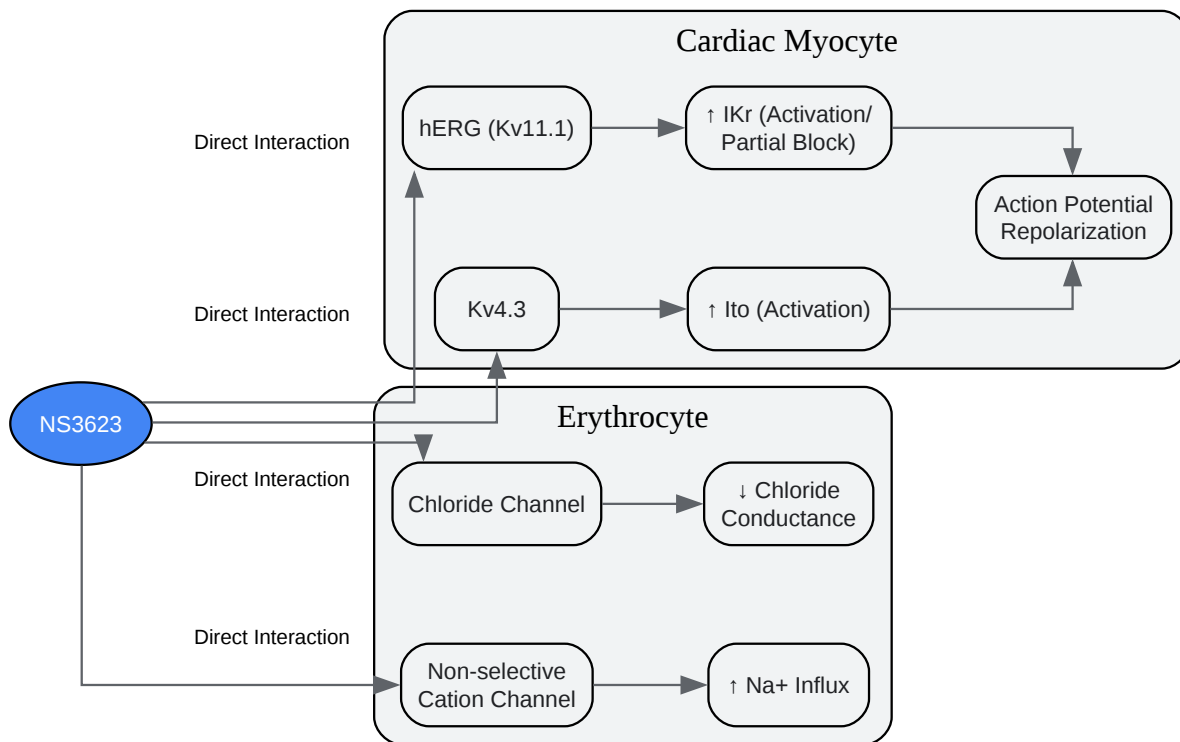 Cardiac Myocyte
Direct Interaction
hERG (Kv11.1)
↑ IKr (Activation/
Partial Block)
Action Potential
Repolarization
Direct Interaction
Kv4.3
↑ Ito (Activation)
NS3623
Erythrocyte
Direct Interaction
Chloride Channel
↓ Chloride
Conductance
Direct Interaction
Non-selective
Cation Channel
↑ Na+ Influx